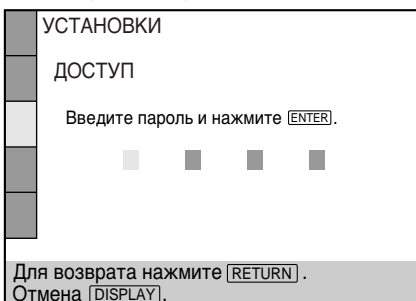 УСТАНОВКИ
ДОСТУП
Введите пароль и нажмите ENTER.
Для возврата нажмите RETURN.
Отмена DISPLAY.